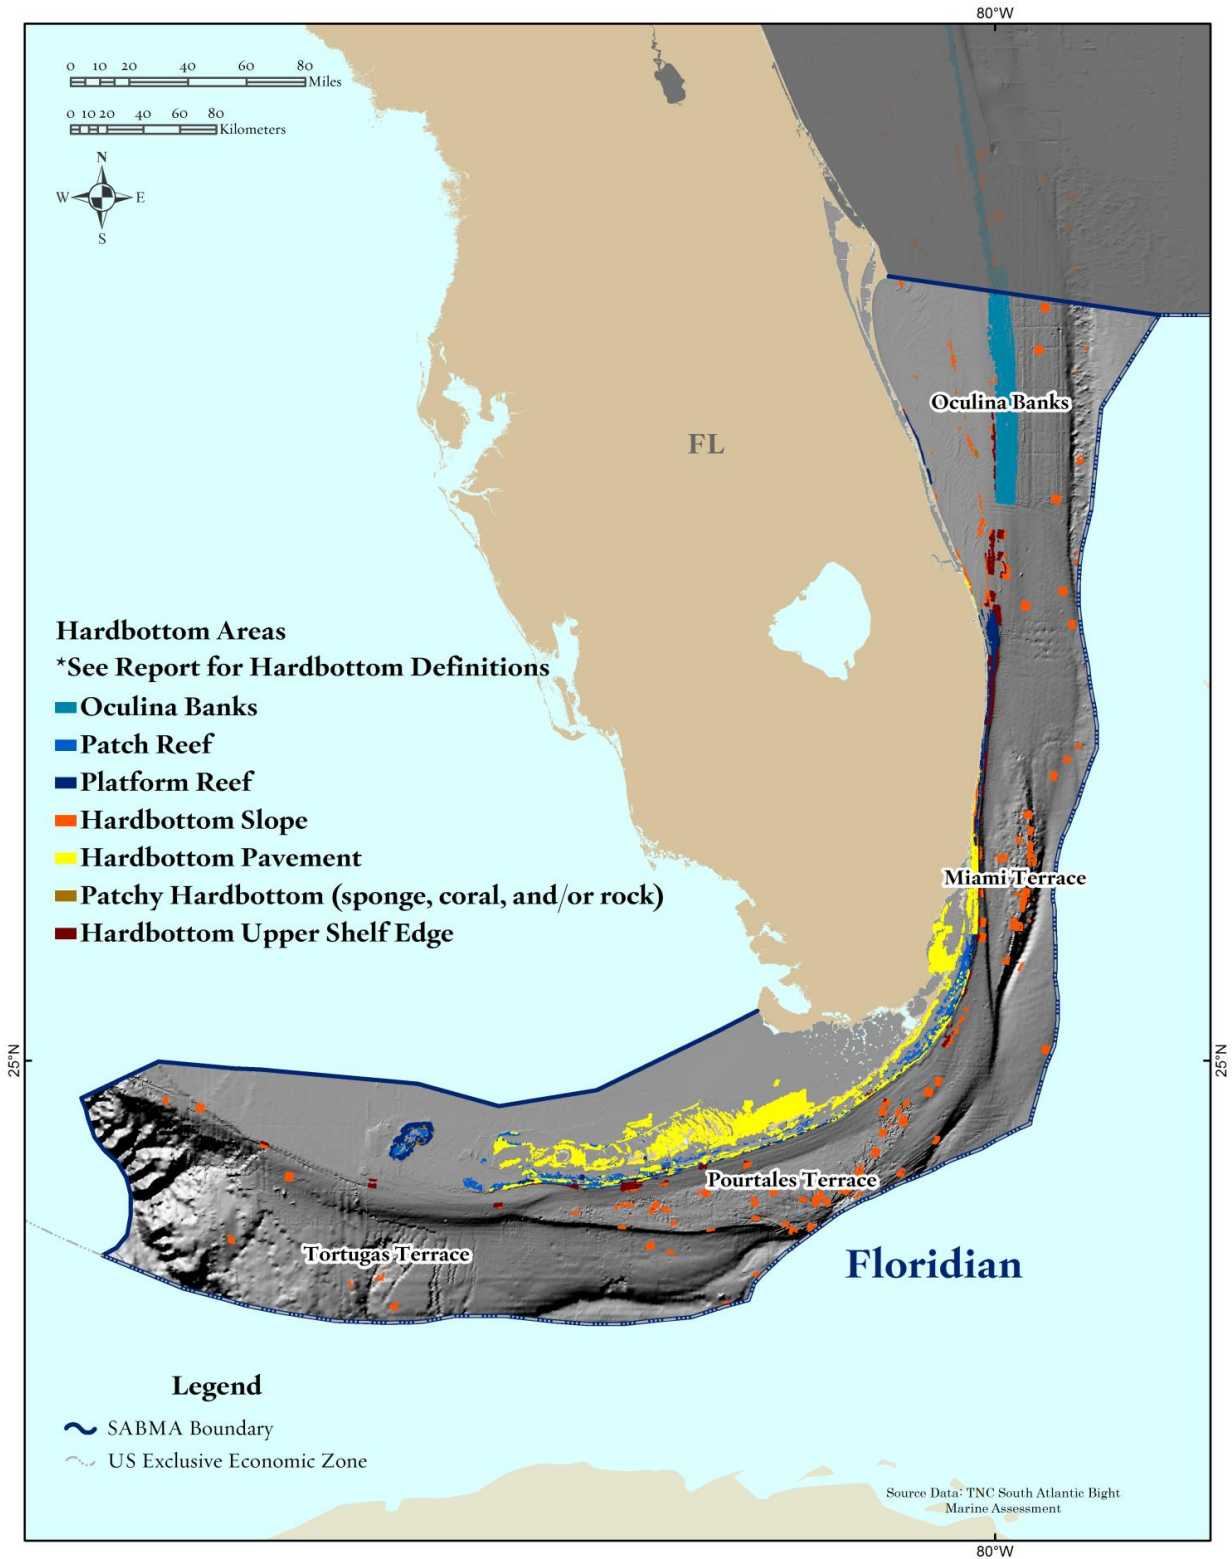 80°W
0 10 20 40 60 80
Miles
0 10 20 40 60 80
Kilometers
N
W E
S
Oculina Banks
FL
Hardbottom Areas
*See Report for Hardbottom Definitions
Oculina Banks
Patch Reef
Platform Reef
Hardbottom Slope
Hardbottom Pavement
Patchy Hardbottom (sponge, coral, and/or rock)
Hardbottom Upper Shelf Edge
Miami Terrace
25°N
25°N
Pourtales Terrace
Tortugas Terrace
Floridian
Legend
SABMA Boundary
US Exclusive Economic Zone
Source Data: TNC South Atlantic Bight
Marine Assessment
80°W